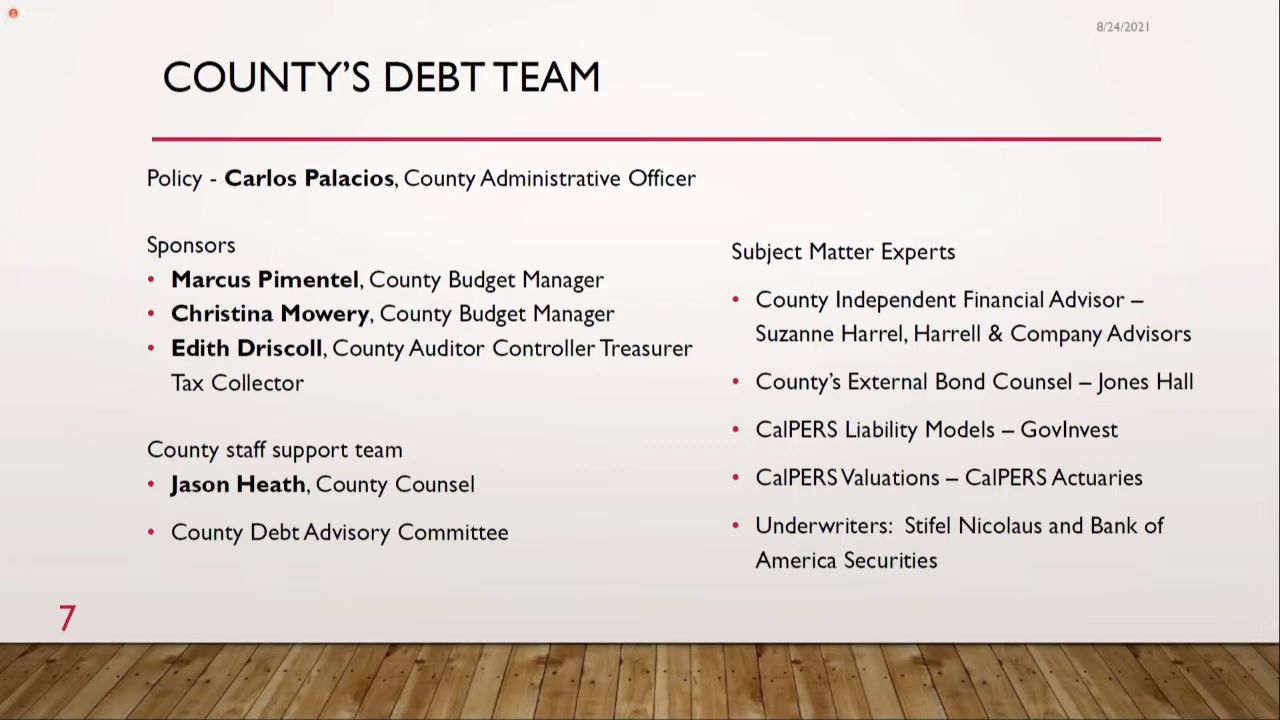 8/24/2021
COUNTY'S DEBT TEAM
Policy - Carlos Palacios, County Administrative Officer
Sponsors
• Marcus Pimentel, County Budget Manager
• Christina Mowery, County Budget Manager
• Edith Driscoll, County Auditor Controller Treasurer
Tax Collector
County staff support team
• Jason Heath, County Counsel
• County Debt Advisory Committee
Subject Matter Experts
• County Independent Financial Advisor –
Suzanne Harrel, Harrell & Company Advisors
• County's External Bond Counsel – Jones Hall
• CalPERS Liability Models – GovInvest
• CalPERS Valuations – CalPERS Actuaries
• Underwriters: Stifel Nicolaus and Bank of
America Securities
7